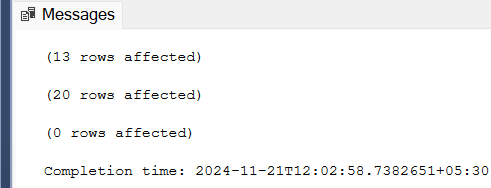 Messages
(13 rows affected)
(20 rows affected)
(0 rows affected)
Completion time: 2024-11-21T12:02:58.7382651+05:30